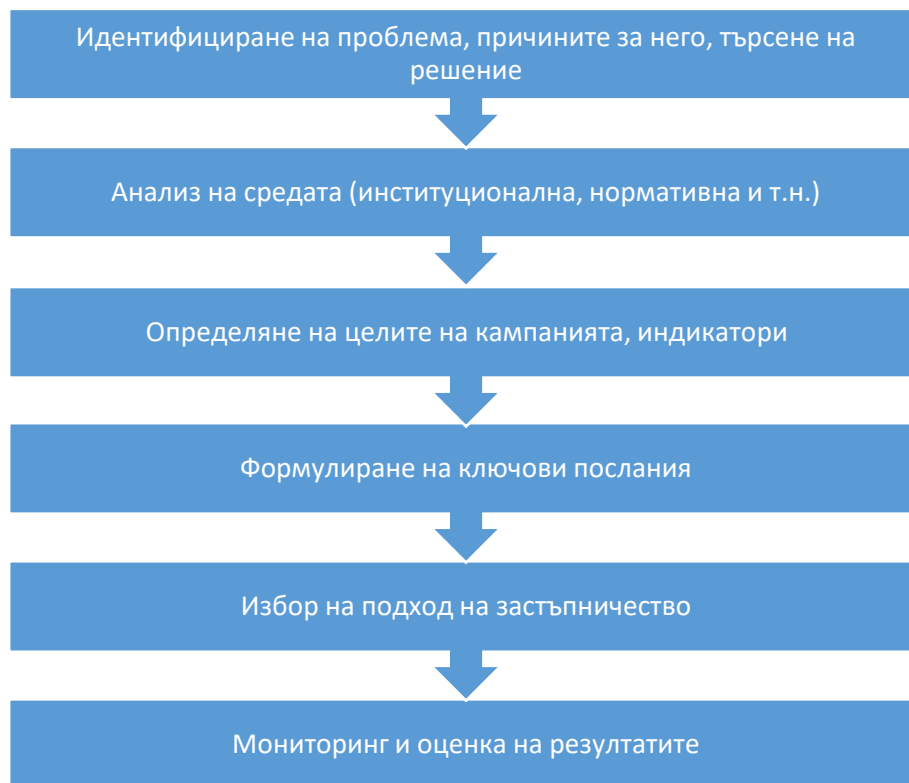 Идентифициране на проблема, причините за него, търсене на
решение
Анализ на средата (институционална, нормативна и т.н.)
Определяне на целите на кампанията, индикатори
Формулиране на ключови послания
Избор на подход на застъпничество
Мониторинг и оценка на резултатите